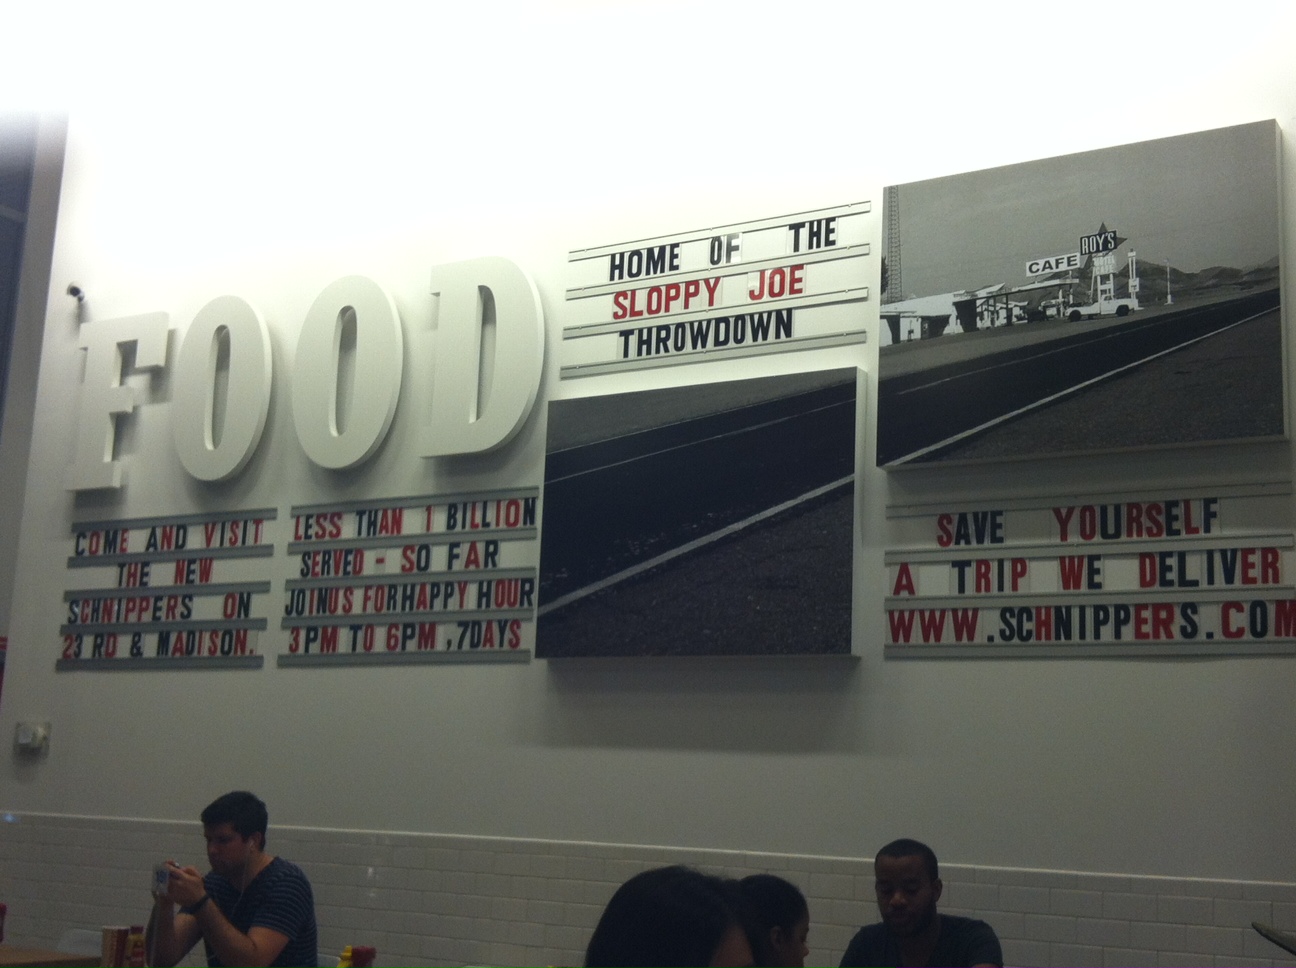 FOOD
HOME OF THE
SLOPPY JOE
THROWDOWN
CAFE
ROY'S
COME AND VISIT
THE NEW
SCHNIPPERS ON
23 RD & MADISON.
LESS THAN 1 BILLION
SERVED - SO FAR
JOINUS FORHAPPY HOUR
3PM TO 6PM ,7DAYS
SAVE YOURSELF
A TRIP WE DELIVER
WWW.SCHNIPPERS.COM